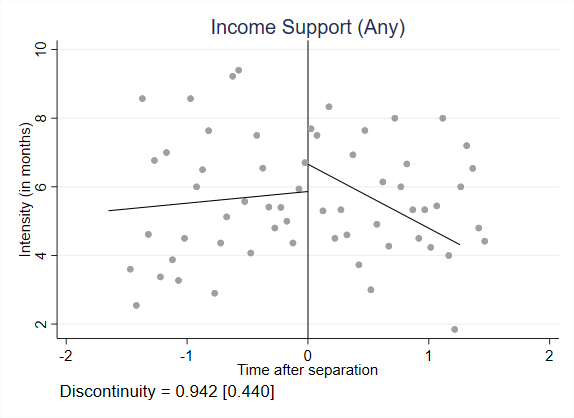 Income Support (Any)
Intensity (in months)
10
8
6
4
2
-2 -1 0 1 2
Time after separation
Discontinuity = 0.942 [0.440]